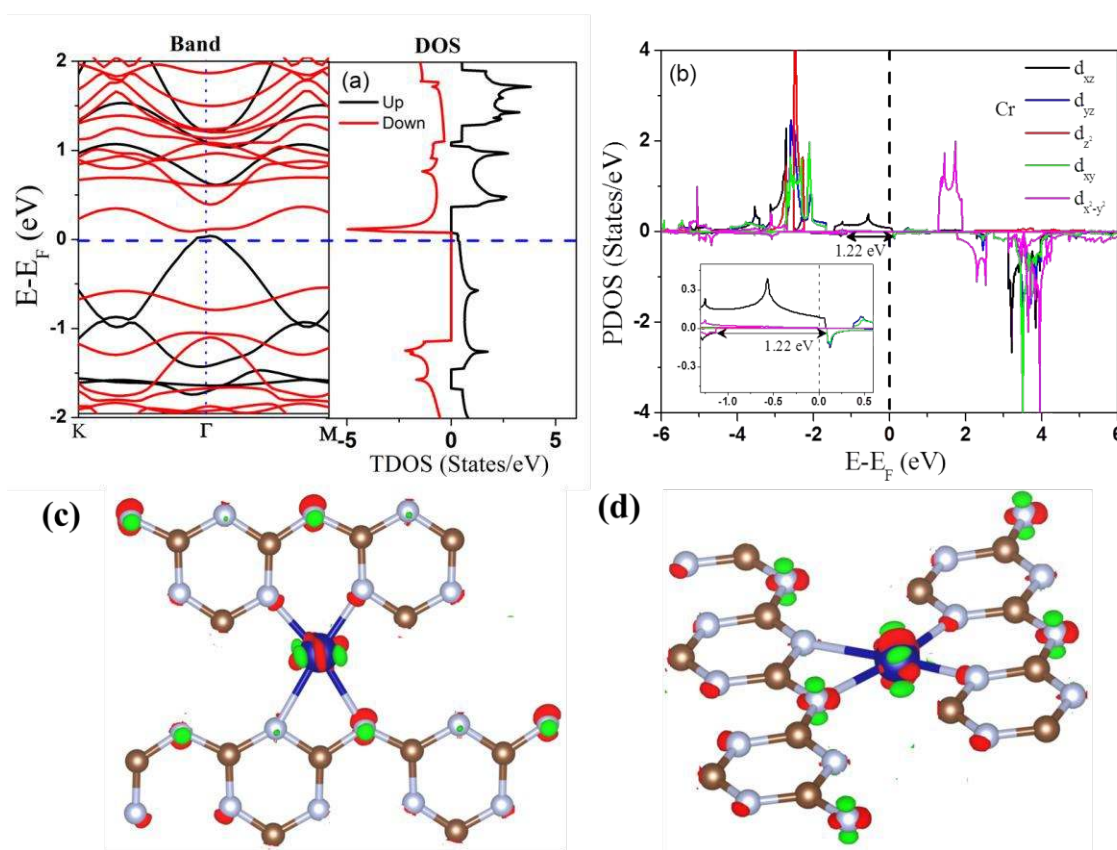 Band
DOS
(a)
Up
Down
2
1
0
-1
-2
E-E_F (eV)
K
Γ
M
-5
0
5
TDOS (States/eV)
(b)
Cr
d_xz
d_yz
d_z²
d_xy
d_x²-y²
4
2
0
-2
-4
PDOS (States/eV)
1.22 eV
0.3
0.0
-0.3
1.22 eV
-1.0
-0.5
0.0
0.5
-6
-4
-2
0
2
4
6
E-E_F (eV)
(c)
(d)